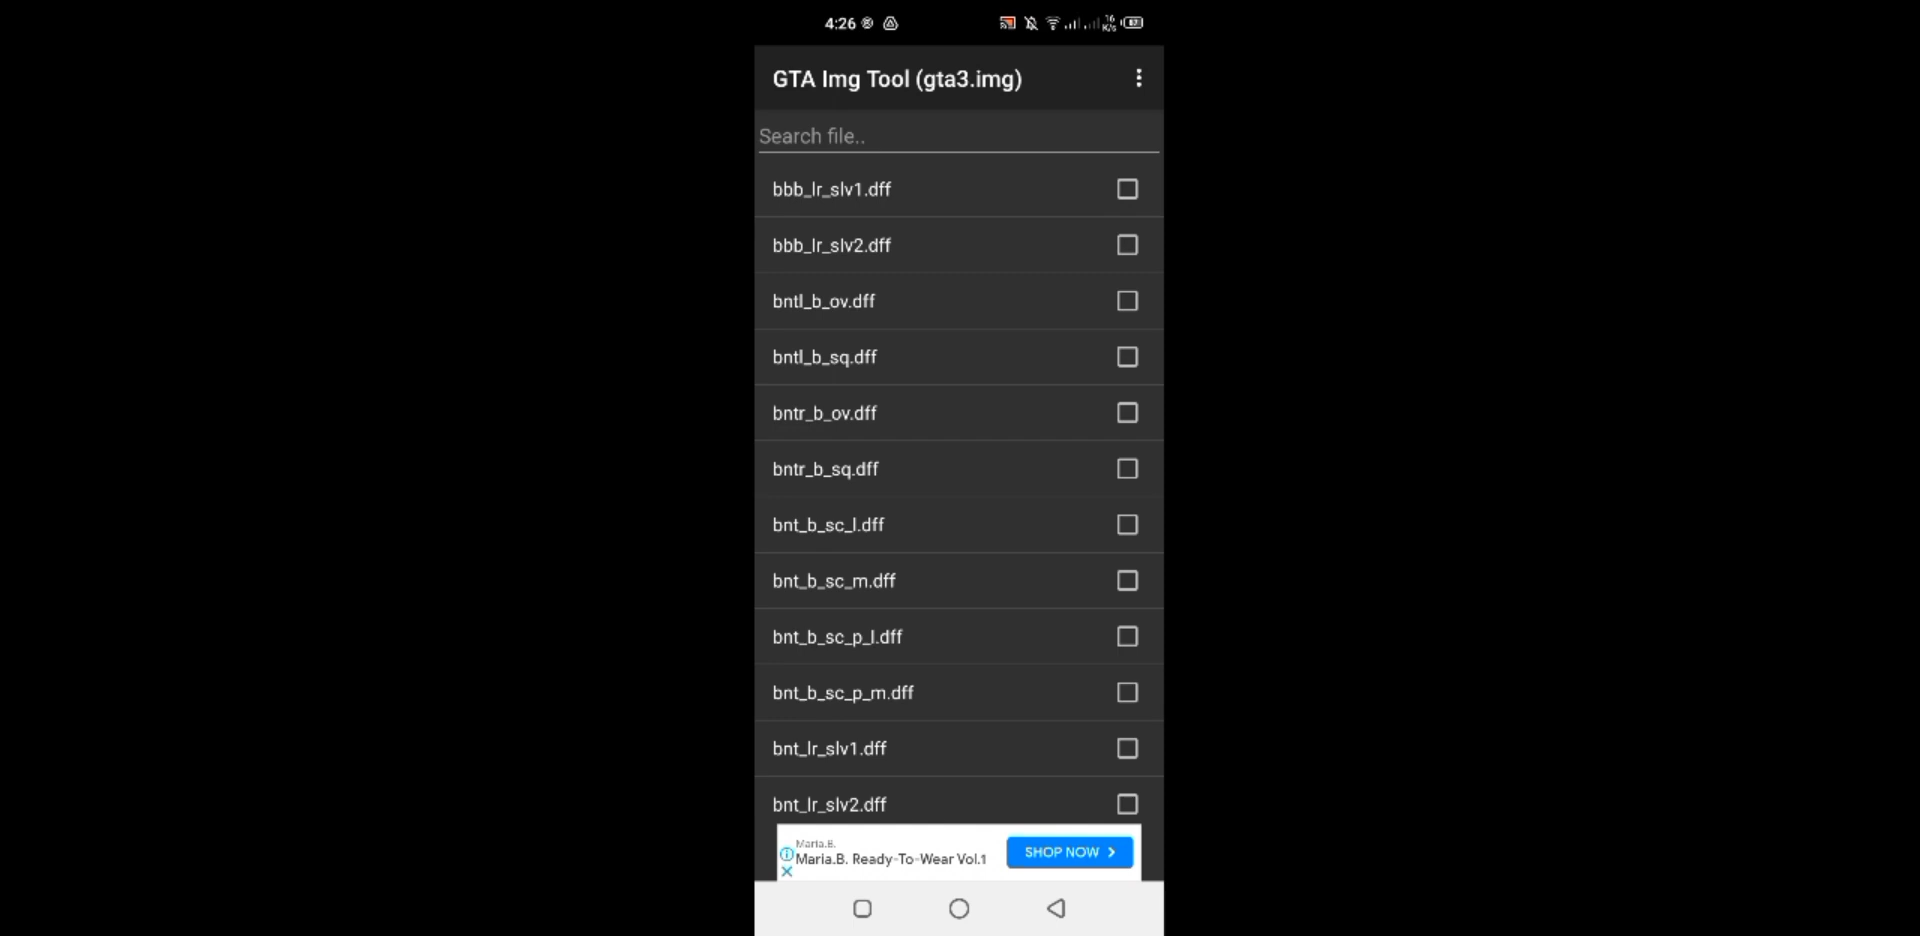 4:26
16
K/s
87
GTA Img Tool (gta3.img)
Search file..
bbb_lr_slv1.dff
bbb_lr_slv2.dff
bntl_b_ov.dff
bntl_b_sq.dff
bntr_b_ov.dff
bntr_b_sq.dff
bnt_b_sc_l.dff
bnt_b_sc_m.dff
bnt_b_sc_p_l.dff
bnt_b_sc_p_m.dff
bnt_lr_slv1.dff
bnt_lr_slv2.dff
Maria.B.
Maria.B. Ready-To-Wear Vol.1
SHOP NOW